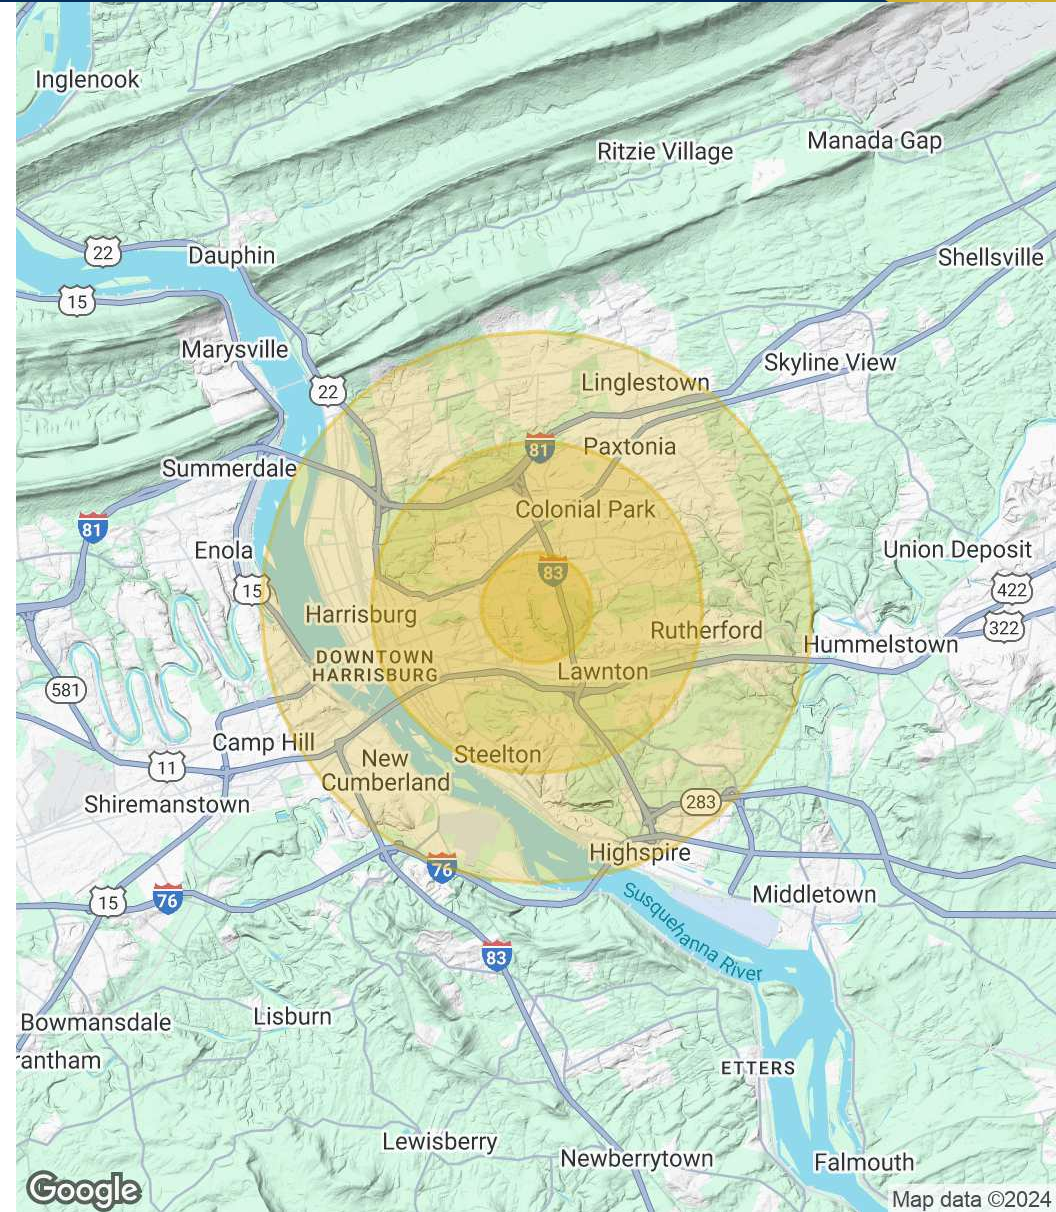 Inglenook
Ritzie Village
Manada Gap
22
Dauphin
Shellsville
15
Marysville
Skyline View
22
Linglestown
81
Paxtonia
Summerdale
Colonial Park
81
Enola
Union Deposit
83
15
422
Harrisburg
322
Rutherford
Hummelstown
DOWNTOWN
HARRISBURG
Lawnton
581
Camp Hill
Steelton
New
Cumberland
11
Shiremanstown
283
Highspire
76
15
76
Middletown
Susquehanna River
83
Lisburn
Bowmansdale
rantham
ETTERS
Lewisberry
Newberrytown
Falmouth
Google
Map data ©2024